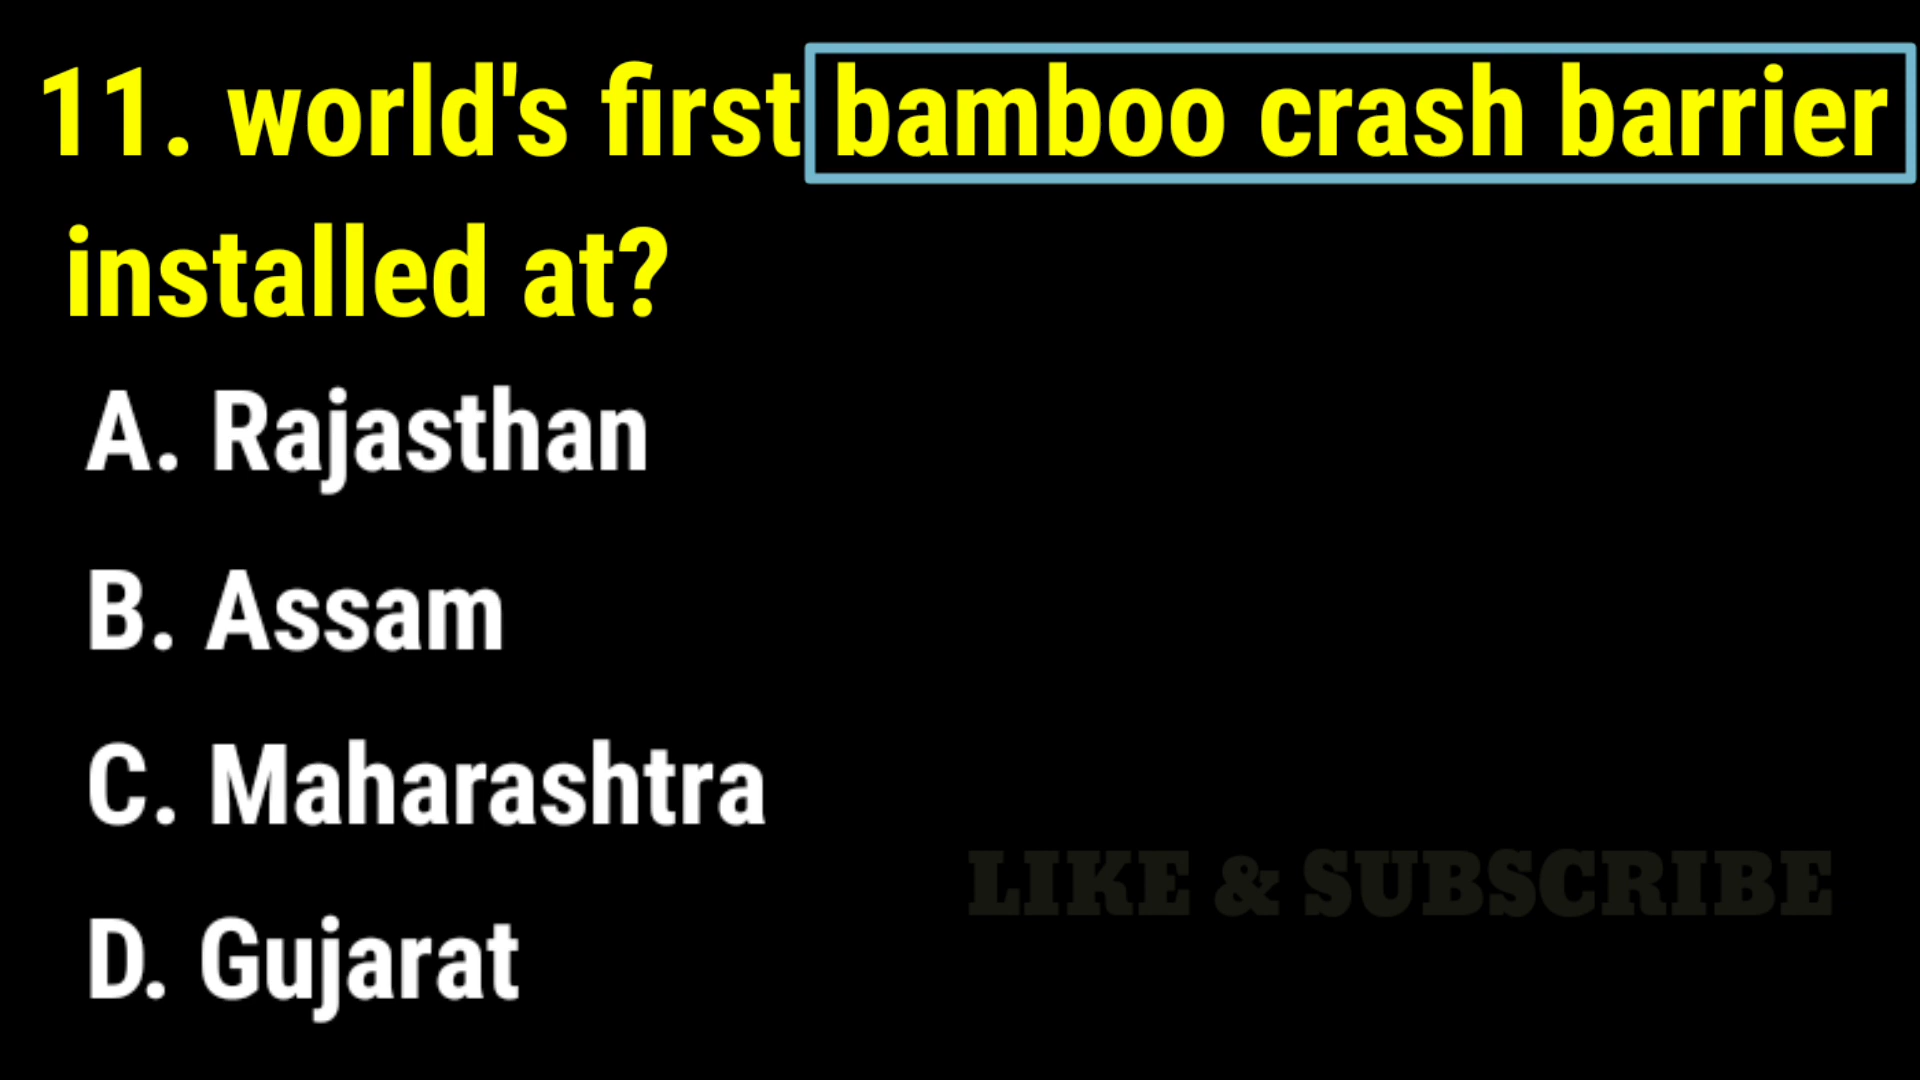 11. world's first bamboo crash barrier
installed at?
A. Rajasthan
B. Assam
C. Maharashtra
D. Gujarat
LIKE & SUBSCRIBE